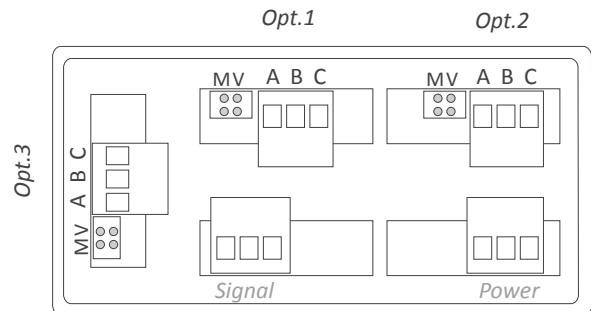 Opt.1
Opt.2
MV A B C
MV A B C
Opt.3
MV A B C
Signal
Power